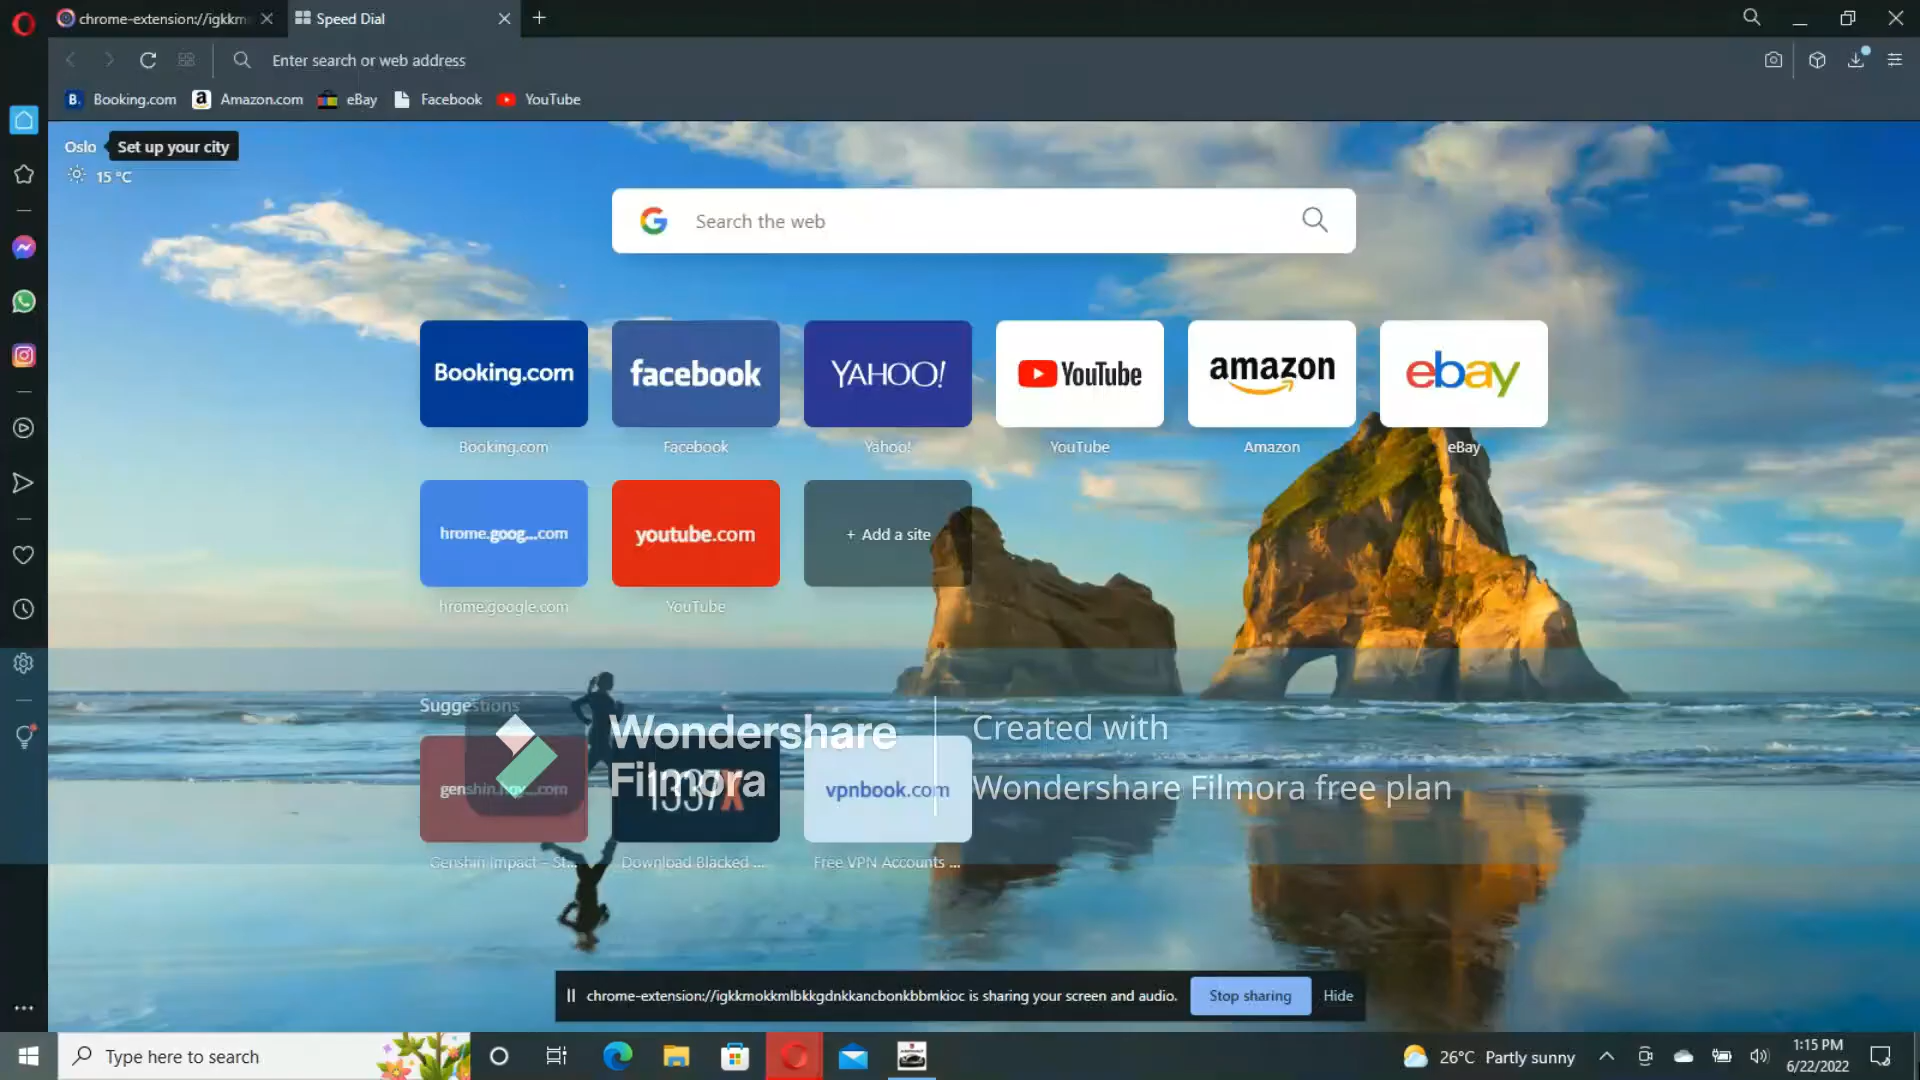 chrome-extension://igkkm
Speed Dial
Enter search or web address
B. Booking.com
a Amazon.com
eBay
Facebook
YouTube
Oslo
Set up your city
15 °C
Search the web
Booking.com
facebook
YAHOO!
YouTube
amazon
ebay
Booking.com
Facebook
Yahoo!
YouTube
Amazon
eBay
hrome.goog...com
youtube.com
+ Add a site
hrome.google.com
YouTube
Suggestions
Wondershare
Filmora
Created with
Wondershare Filmora free plan
1337X
vpnbook.com
Genshin Impact - St...
Download Blacked ...
Free VPN Accounts ...
chrome-extension://igkkmokkmlbkkgdnkkancbonkbbmkioc is sharing your screen and audio.
Stop sharing
Hide
Type here to search
26°C Partly sunny
1:15 PM
6/22/2022